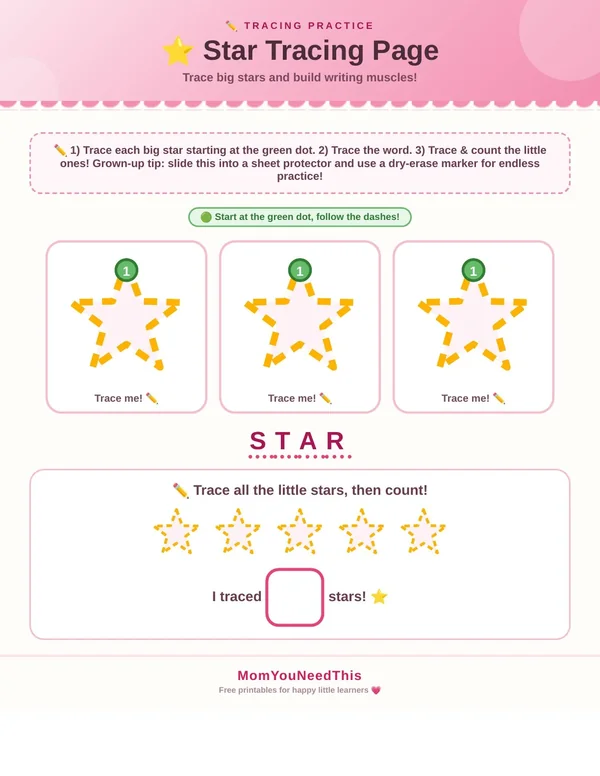 ✏️ TRACING PRACTICE
⭐ Star Tracing Page
Trace big stars and build writing muscles!
✏️ 1) Trace each big star starting at the green dot. 2) Trace the word. 3) Trace & count the little
ones! Grown-up tip: slide this into a sheet protector and use a dry-erase marker for endless
practice!
🟢 Start at the green dot, follow the dashes!
1 1 1
Trace me! ✏️ Trace me! ✏️ Trace me! ✏️
STAR
✏️ Trace all the little stars, then count!
I traced stars! ⭐
MomYouNeedThis
Free printables for happy little learners 💗